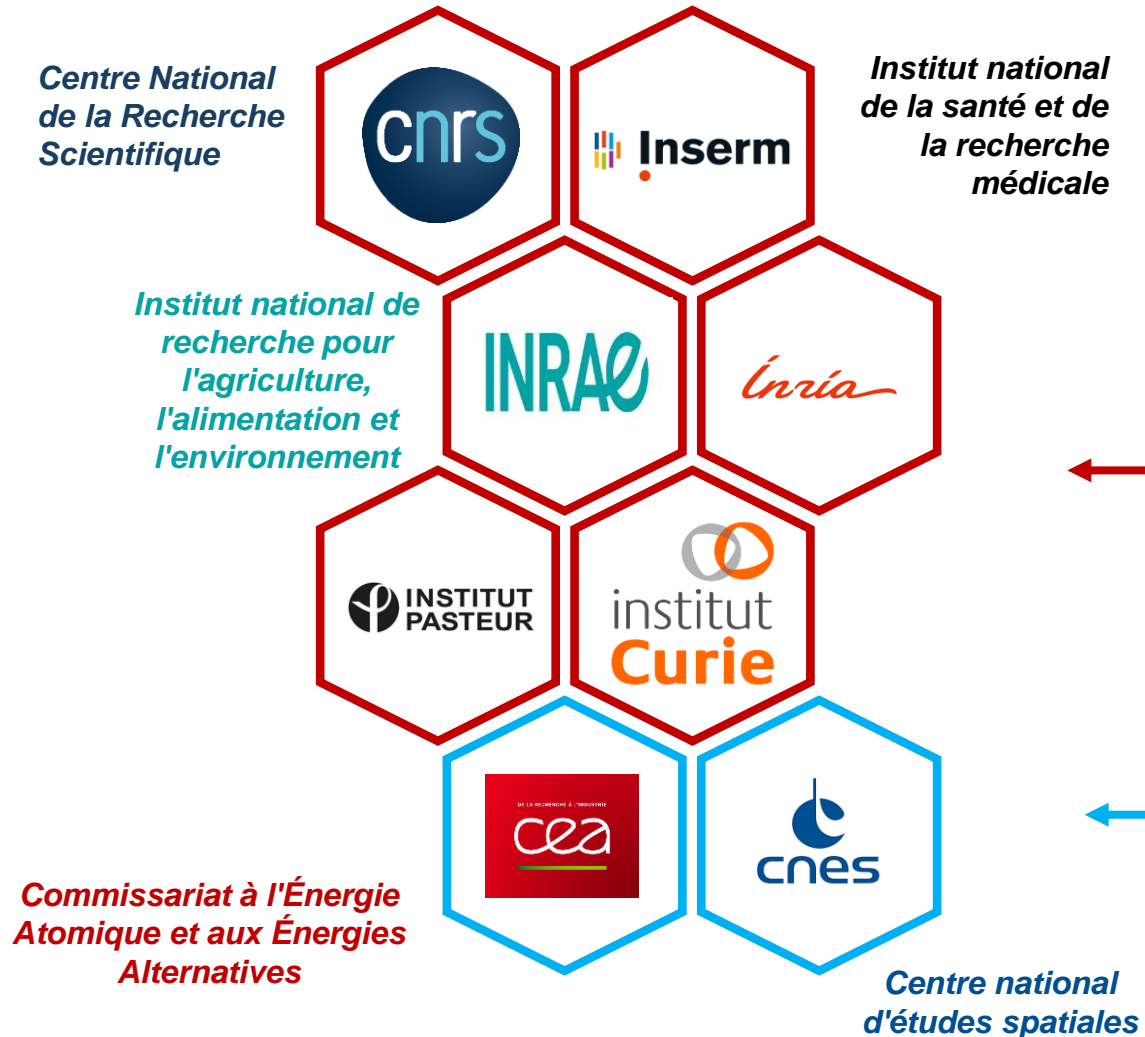 Centre National
de la Recherche
Scientifique
cnrs
Inserm
Institut national
de la santé et de
la recherche
médicale
Institut national de
recherche pour
l'agriculture,
l'alimentation et
l'environnement
INRAE
Inria
INSTITUT
PASTEUR
institut
Curie
DE LA RECHERCHE À L'INDUSTRIE
cea
cnes
Commissariat à l'Énergie
Atomique et aux Énergies
Alternatives
Centre national
d'études spatiales